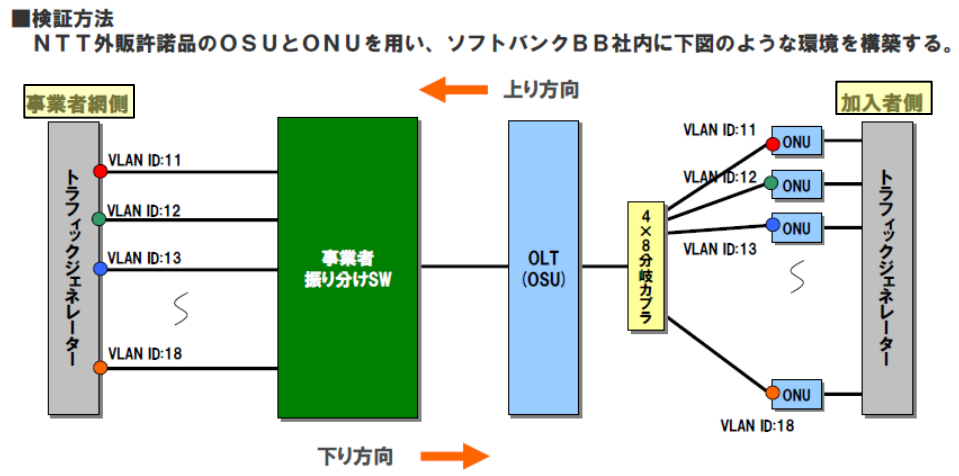 ■検証方法
NTT外販許諾品のOSUとONUを用い、ソフトバンクBB社内に下図のような環境を構築する。
上り方向
事業者網側
加入者側
トラフィックジェネレーター
VLAN ID:11
VLAN ID:12
VLAN ID:13
VLAN ID:18
事業者
振り分けSW
OLT
(OSU)
4×8分岐カプラ
VLAN ID:11
VLAN ID:12
VLAN ID:13
VLAN ID:18
ONU
ONU
ONU
ONU
トラフィックジェネレーター
下り方向